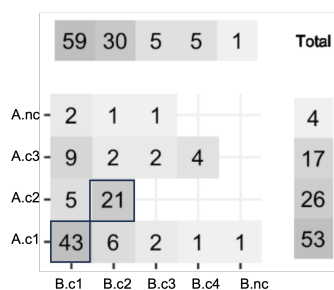 59 30 5 5 1 Total
A.nc 2 1 1 4
A.c3 9 2 2 4 17
A.c2 5 21 26
A.c1 43 6 2 1 1 53
B.c1 B.c2 B.c3 B.c4 B.nc